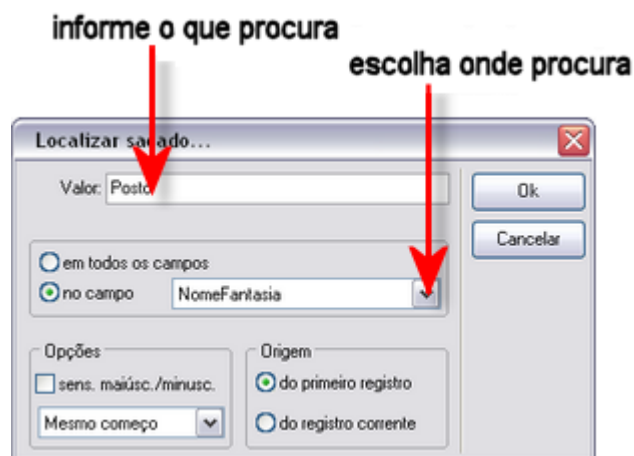 informe o que procura
escolha onde procura
Localizar sacado...
Valor: Posto
Ok
Cancelar
em todos os campos
no campo NomeFantasia
Opções
Origem
sens. maiúsc./minusc.
do primeiro registro
Mesmo começo
do registro corrente